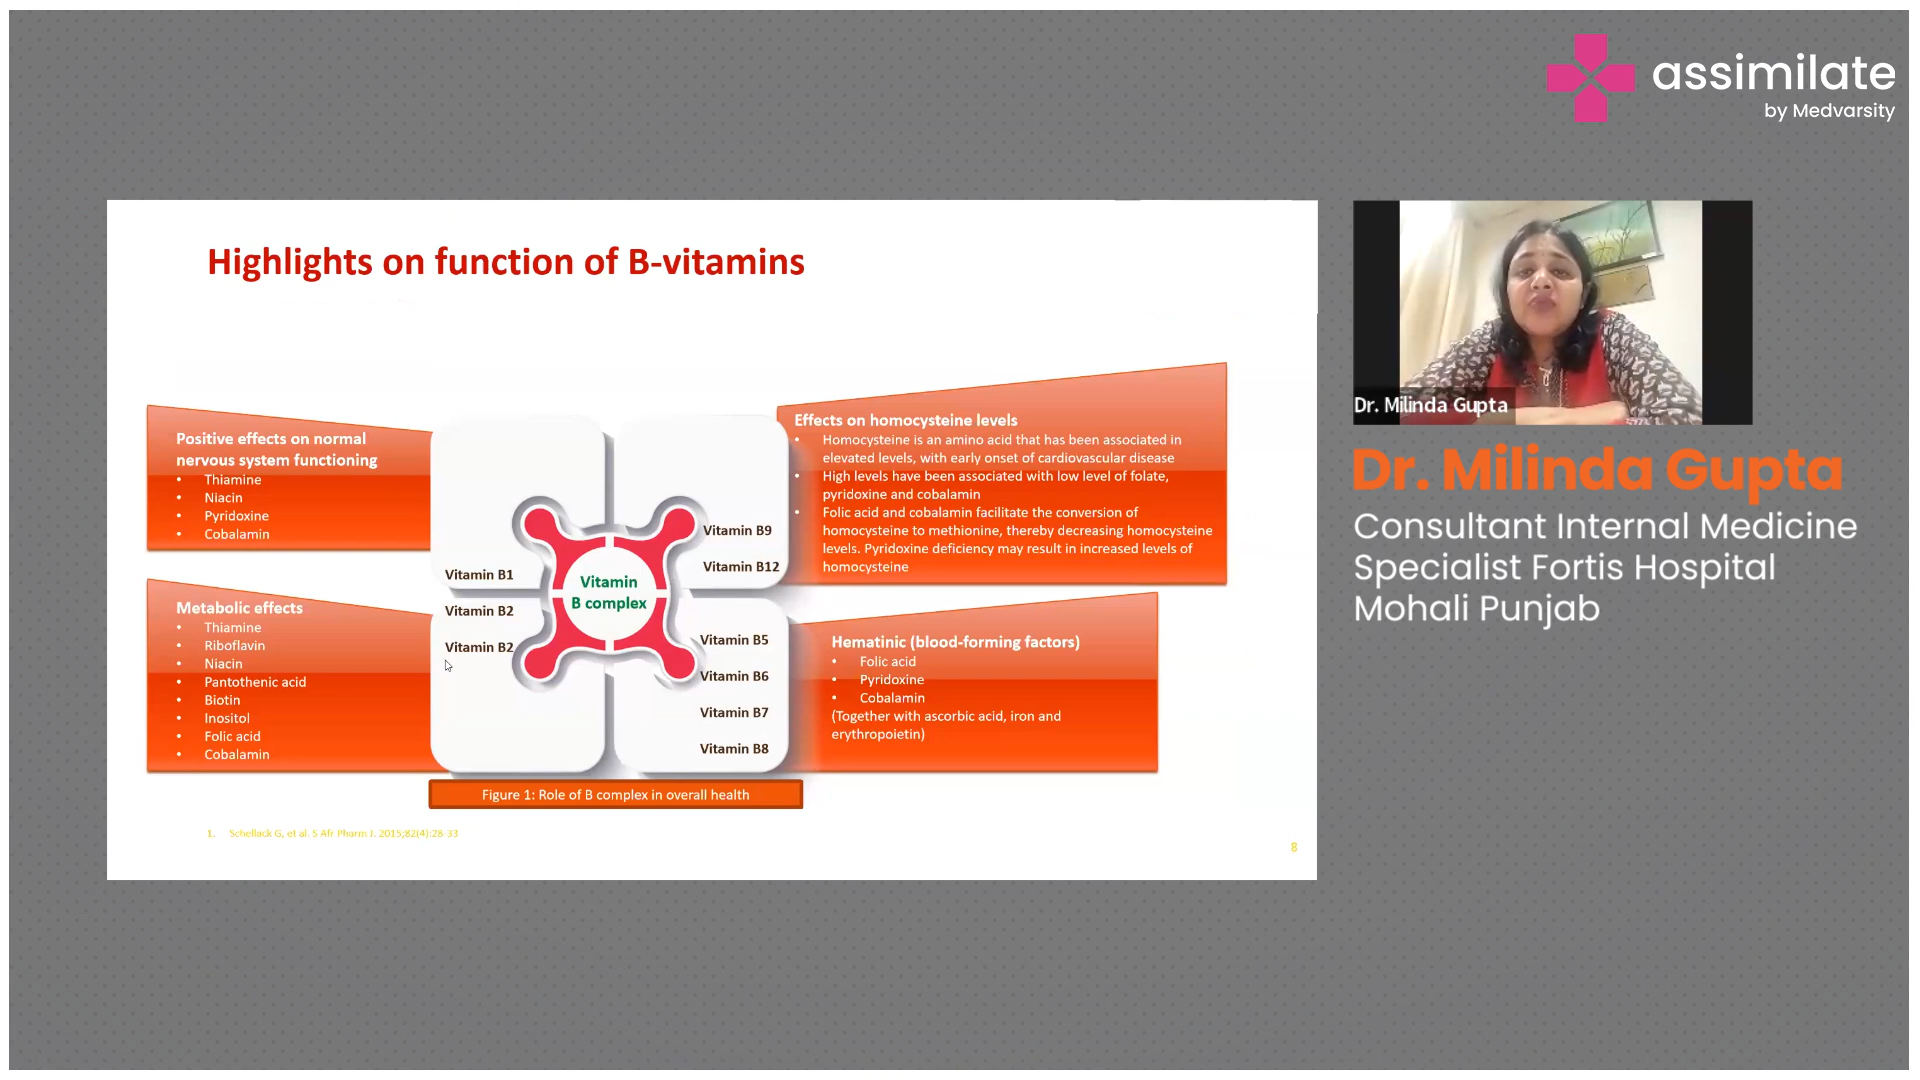 assimilate
by Medvarsity
Highlights on function of B-vitamins
Positive effects on normal
nervous system functioning
• Thiamine
• Niacin
• Pyridoxine
• Cobalamin
Metabolic effects
• Thiamine
• Riboflavin
• Niacin
• Pantothenic acid
• Biotin
• Inositol
• Folic acid
• Cobalamin
Vitamin B1
Vitamin B2
Vitamin B2
Vitamin
B complex
Vitamin B9
Vitamin B12
Vitamin B5
Vitamin B6
Vitamin B7
Vitamin B8
Effects on homocysteine levels
• Homocysteine is an amino acid that has been associated in
elevated levels, with early onset of cardiovascular disease
• High levels have been associated with low level of folate,
pyridoxine and cobalamin
• Folic acid and cobalamin facilitate the conversion of
homocysteine to methionine, thereby decreasing homocysteine
levels. Pyridoxine deficiency may result in increased levels of
homocysteine
Hematinic (blood-forming factors)
• Folic acid
• Pyridoxine
• Cobalamin
(Together with ascorbic acid, iron and
erythropoietin)
Figure 1: Role of B complex in overall health
1. Schellack G, et al. S Afr Pharm J. 2015;82(4):28-33
8
Dr. Milinda Gupta
Dr. Milinda Gupta
Consultant Internal Medicine
Specialist Fortis Hospital
Mohali Punjab